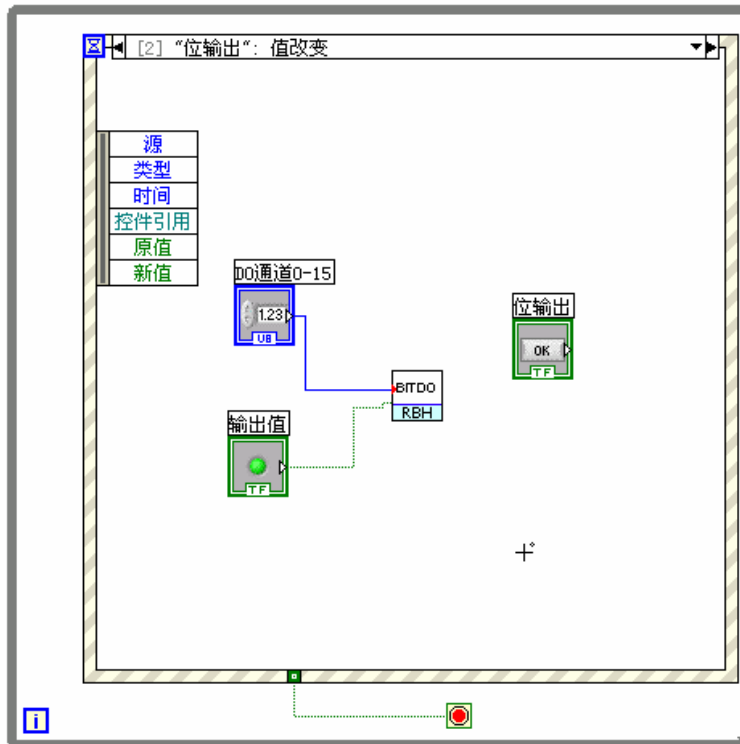 [2] "位输出": 值改变
源
类型
时间
控件引用
原值
新值
DO通道0-15
1.23
U8
位输出
OK
TF
BITDO
RBH
输出值
TF
i